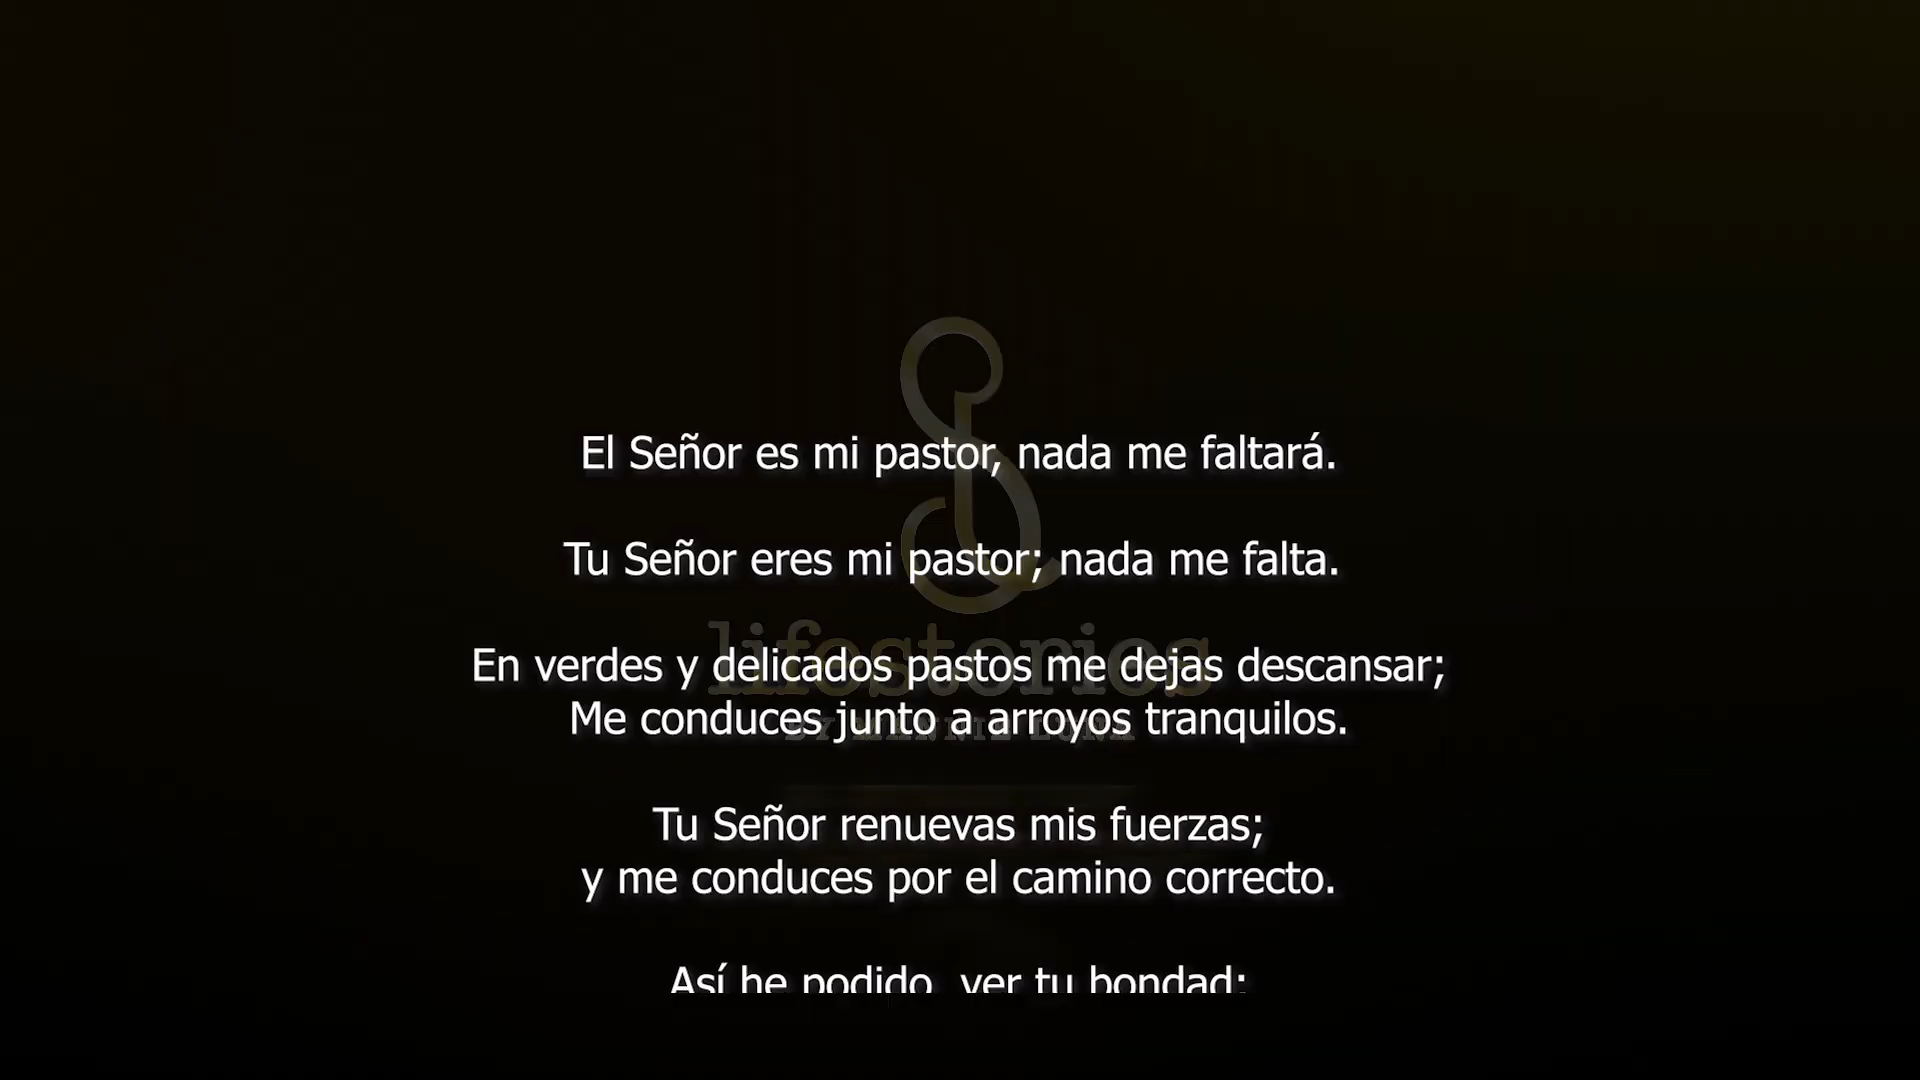 El Señor es mi pastor, nada me faltará.
Tu Señor eres mi pastor; nada me falta.
En verdes y delicados pastos me dejas descansar;
Me conduces junto a arroyos tranquilos.
Tu Señor renuevas mis fuerzas;
y me conduces por el camino correcto.
Así he podido, ver tu bondad;
lifestories